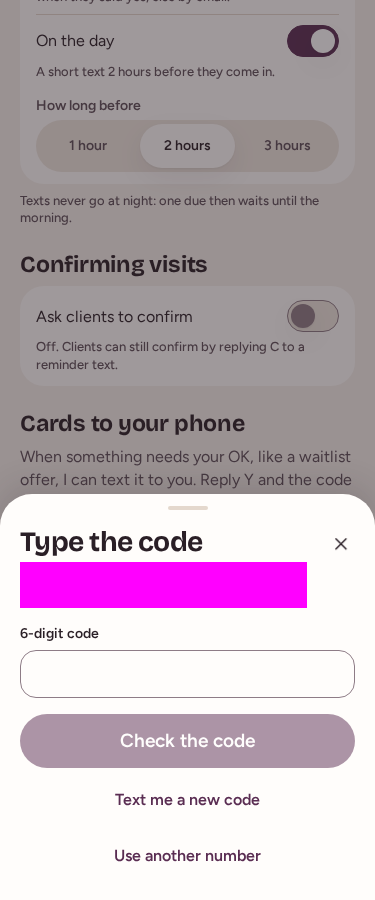 On the day
A short text 2 hours before they come in.
How long before
1 hour
2 hours
3 hours
Texts never go at night: one due then waits until the
morning.
Confirming visits
Ask clients to confirm
Off. Clients can still confirm by replying C to a
reminder text.
Cards to your phone
When something needs your OK, like a waitlist
offer, I can text it to you. Reply Y and the code
Type the code
6-digit code
Check the code
Text me a new code
Use another number